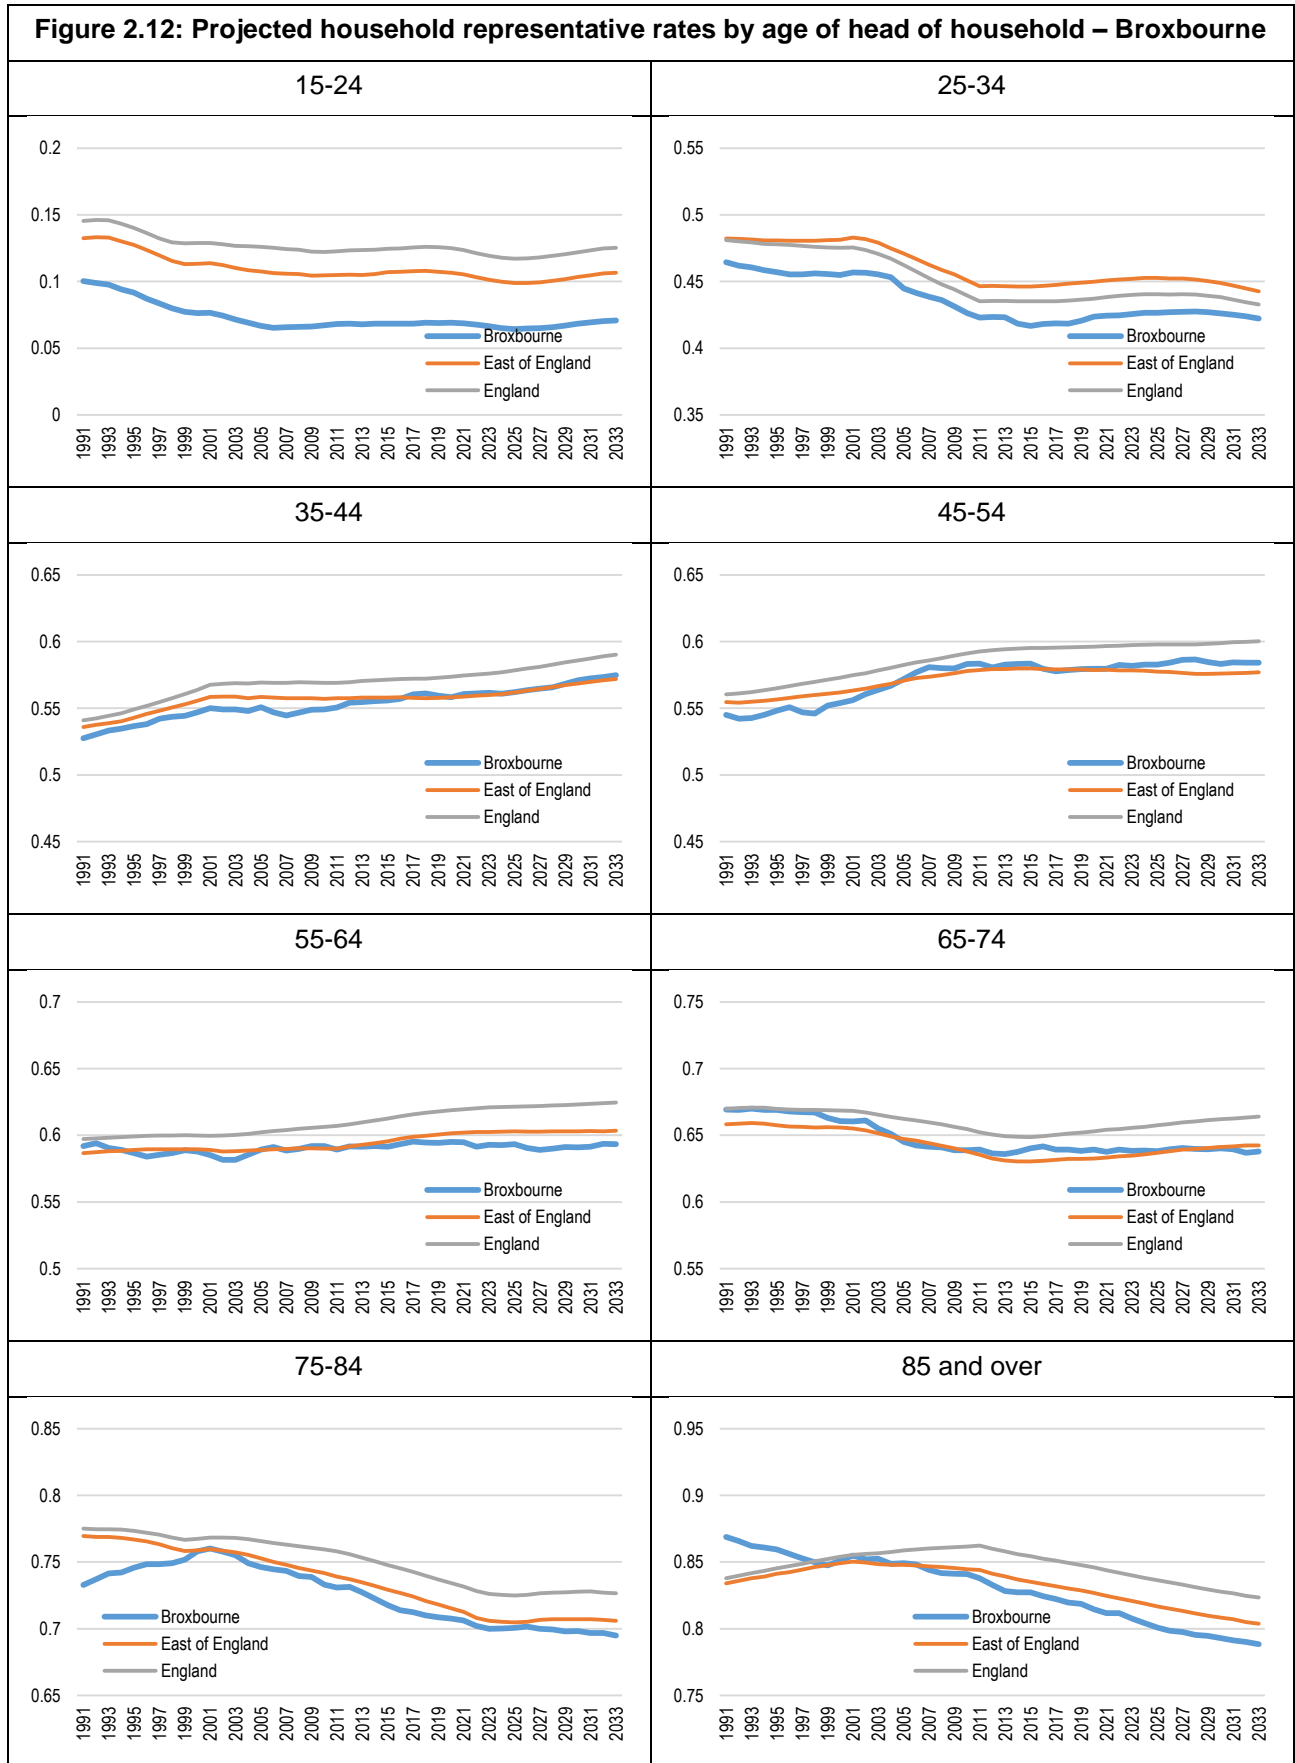 Figure 2.12: Projected household representative rates by age of head of household – Broxbourne
15-24
0.2
0.15
0.1
0.05
0
Broxbourne
East of England
England
1991 1993 1995 1997 1999 2001 2003 2005 2007 2009 2011 2013 2015 2017 2019 2021 2023 2025 2027 2029 2031 2033
25-34
0.55
0.5
0.45
0.4
0.35
Broxbourne
East of England
England
1991 1993 1995 1997 1999 2001 2003 2005 2007 2009 2011 2013 2015 2017 2019 2021 2023 2025 2027 2029 2031 2033
35-44
0.65
0.6
0.55
0.5
0.45
Broxbourne
East of England
England
1991 1993 1995 1997 1999 2001 2003 2005 2007 2009 2011 2013 2015 2017 2019 2021 2023 2025 2027 2029 2031 2033
45-54
0.65
0.6
0.55
0.5
0.45
Broxbourne
East of England
England
1991 1993 1995 1997 1999 2001 2003 2005 2007 2009 2011 2013 2015 2017 2019 2021 2023 2025 2027 2029 2031 2033
55-64
0.7
0.65
0.6
0.55
0.5
Broxbourne
East of England
England
1991 1993 1995 1997 1999 2001 2003 2005 2007 2009 2011 2013 2015 2017 2019 2021 2023 2025 2027 2029 2031 2033
65-74
0.75
0.7
0.65
0.6
0.55
Broxbourne
East of England
England
1991 1993 1995 1997 1999 2001 2003 2005 2007 2009 2011 2013 2015 2017 2019 2021 2023 2025 2027 2029 2031 2033
75-84
0.85
0.8
0.75
0.7
0.65
Broxbourne
East of England
England
1991 1993 1995 1997 1999 2001 2003 2005 2007 2009 2011 2013 2015 2017 2019 2021 2023 2025 2027 2029 2031 2033
85 and over
0.95
0.9
0.85
0.8
0.75
Broxbourne
East of England
England
1991 1993 1995 1997 1999 2001 2003 2005 2007 2009 2011 2013 2015 2017 2019 2021 2023 2025 2027 2029 2031 2033